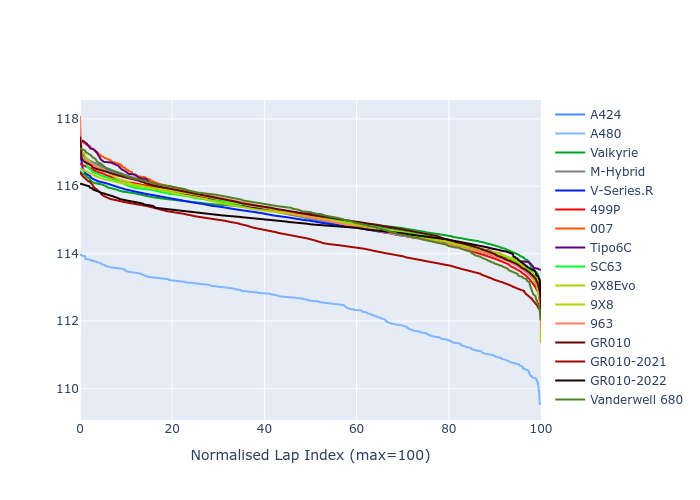 118
116
114
112
110
0 20 40 60 80 100
Normalised Lap Index (max=100)
A424
A480
Valkyrie
M-Hybrid
V-Series.R
499P
007
Tipo6C
SC63
9X8Evo
9X8
963
GR010
GR010-2021
GR010-2022
Vanderwell 680